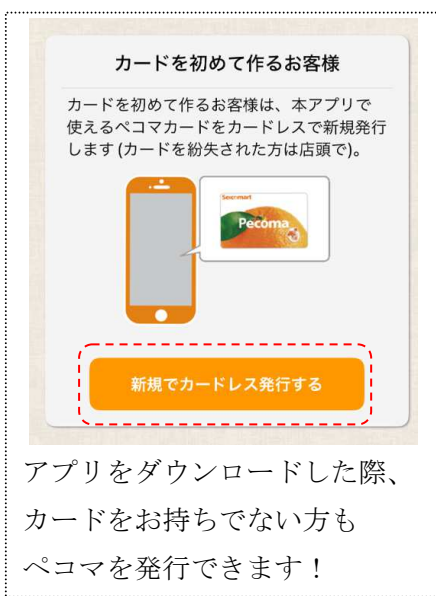 カードを初めて作るお客様
カードを初めて作るお客様は、本アプリで
使えるペコマカードをカードレスで新規発行
します(カードを紛失された方は店頭で)。
Seicomart
Pecoma
新規でカードレス発行する
アプリをダウンロードした際、
カードをお持ちでない方も
ペコマを発行できます！